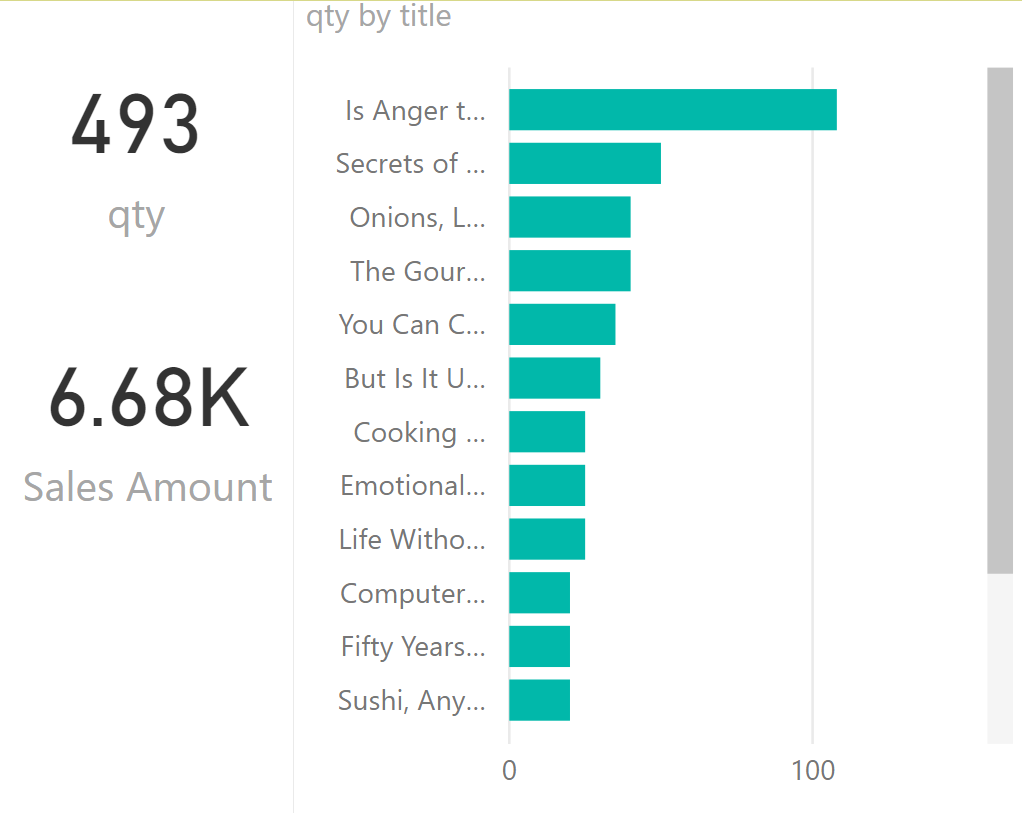 qty by title
493
qty
6.68K
Sales Amount
Is Anger t...
Secrets of ...
Onions, L...
The Gour...
You Can C...
But Is It U...
Cooking ...
Emotional...
Life Witho...
Computer...
Fifty Years...
Sushi, Any...
0
100